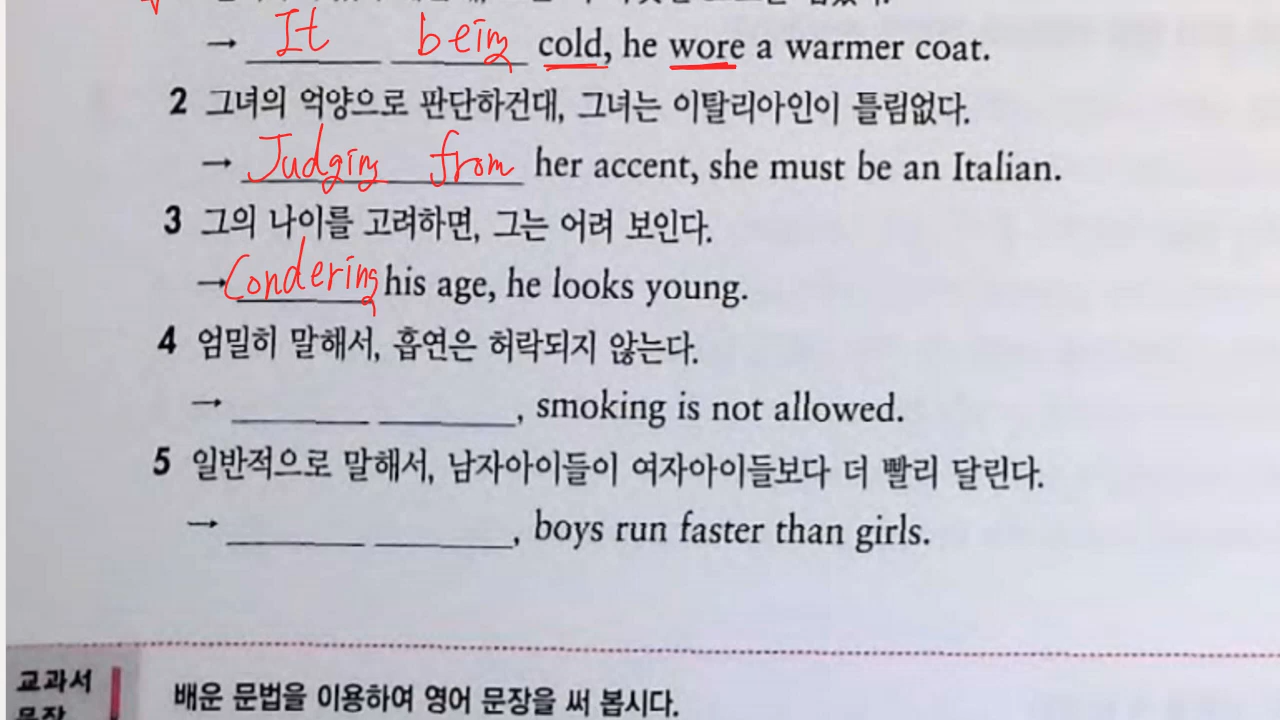 → It being cold, he wore a warmer coat.
2 그녀의 억양으로 판단하건대, 그녀는 이탈리아인이 틀림없다.
→ Judging from her accent, she must be an Italian.
3 그의 나이를 고려하면, 그는 어려 보인다.
→ Condering his age, he looks young.
4 엄밀히 말해서, 흡연은 허락되지 않는다.
→ ______ ______, smoking is not allowed.
5 일반적으로 말해서, 남자아이들이 여자아이들보다 더 빨리 달린다.
→ ______ ______, boys run faster than girls.
교과서
문장
배운 문법을 이용하여 영어 문장을 써 봅시다.